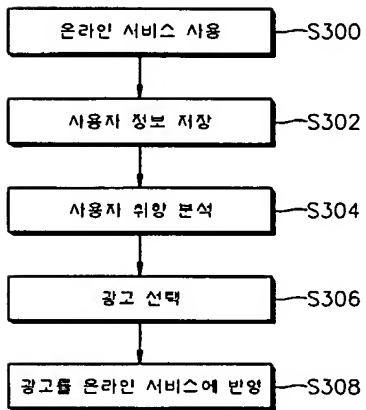 온라인 서비스 사용 S300
사용자 정보 저장 S302
사용자 취향 분석 S304
광고 선택 S306
광고를 온라인 서비스에 반영 S308